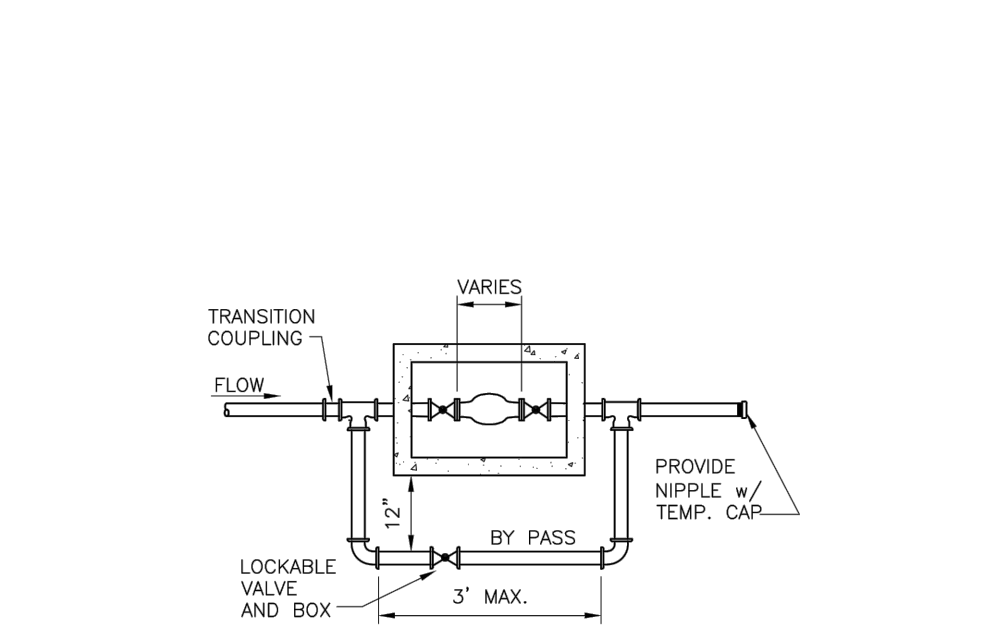 VARIES
TRANSITION
COUPLING
FLOW
PROVIDE
NIPPLE w/
TEMP. CAP
12"
BY PASS
LOCKABLE
VALVE
AND BOX
3' MAX.